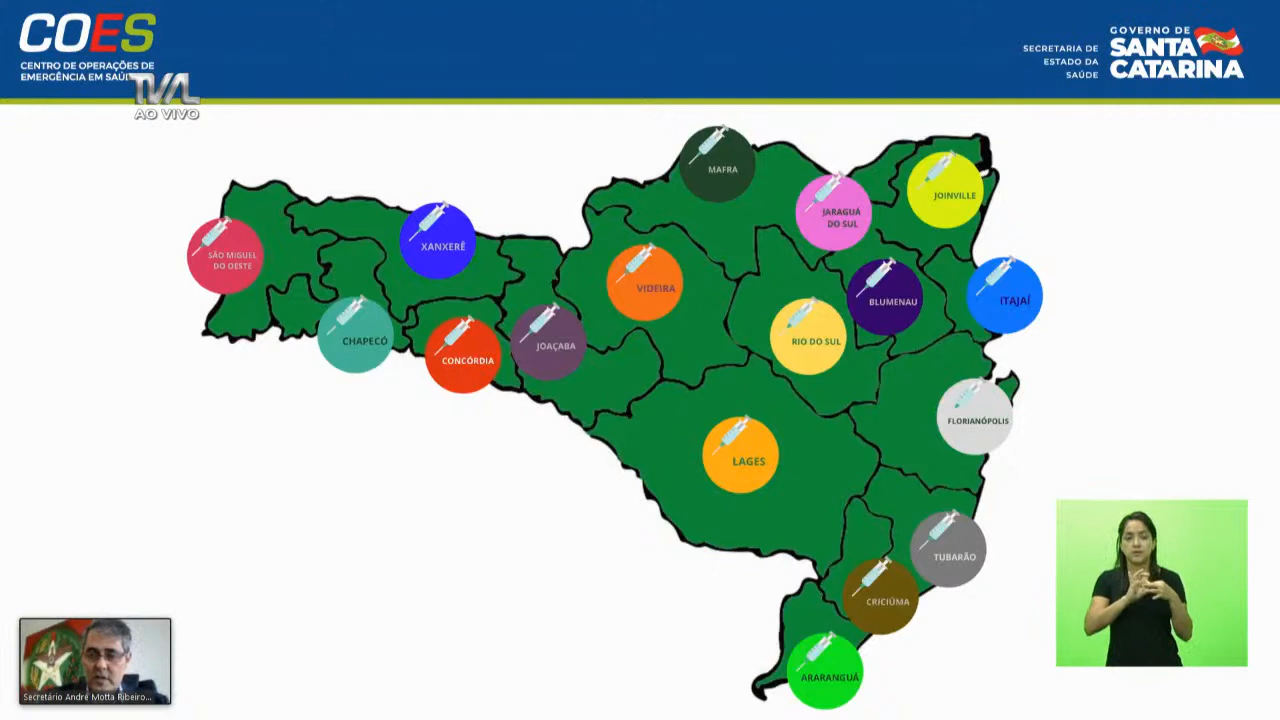 COES
CENTRO DE OPERAÇÕES DE
EMERGÊNCIA EM
TVAL
AO VIVO
SECRETARIA DE
ESTADO DA
SAÚDE
GOVERNO DE
SANTA
CATARINA
MAFRA
JOINVILLE
JARAGUÁ
DO SUL
XANXERÊ
SÃO MIGUEL
DO OESTE
VIDEIRA
BLUMENAU
ITAJAÍ
CHAPECÓ
RIO DO SUL
JOAÇABA
CONCÓRDIA
FLORIANÓPOLIS
LAGES
TUBARÃO
CRICIÚMA
ARARANGUÁ
Secretário André Motta Ribeiro...